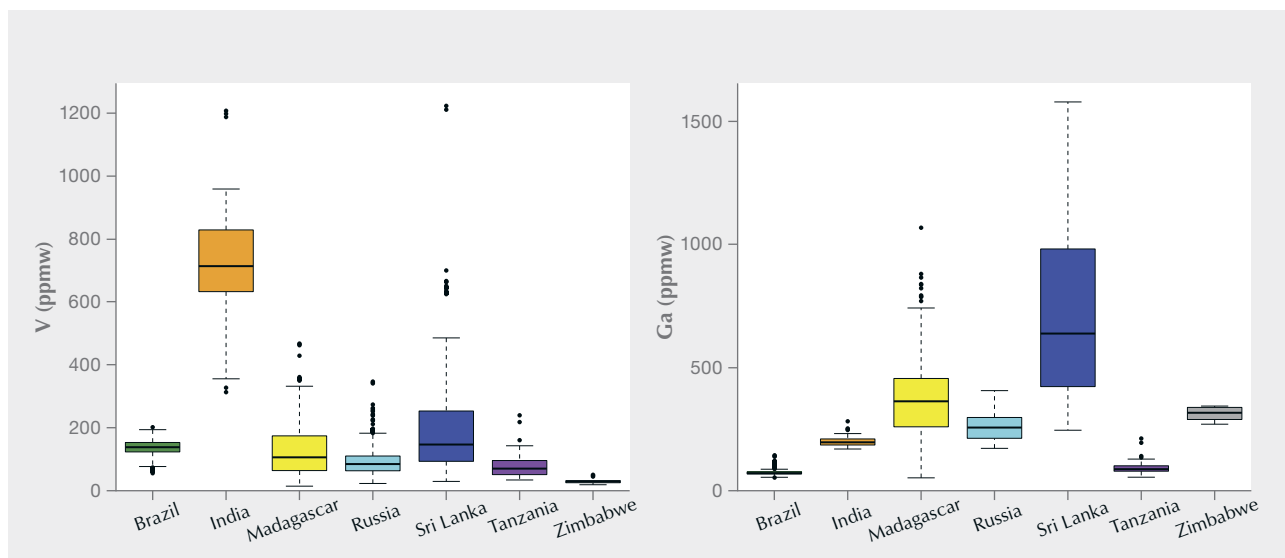 V (ppmw)
1200
1000
800
600
400
200
0
Brazil
India
Madagascar
Russia
Sri Lanka
Tanzania
Zimbabwe
Ga (ppmw)
1500
1000
500
0
Brazil
India
Madagascar
Russia
Sri Lanka
Tanzania
Zimbabwe